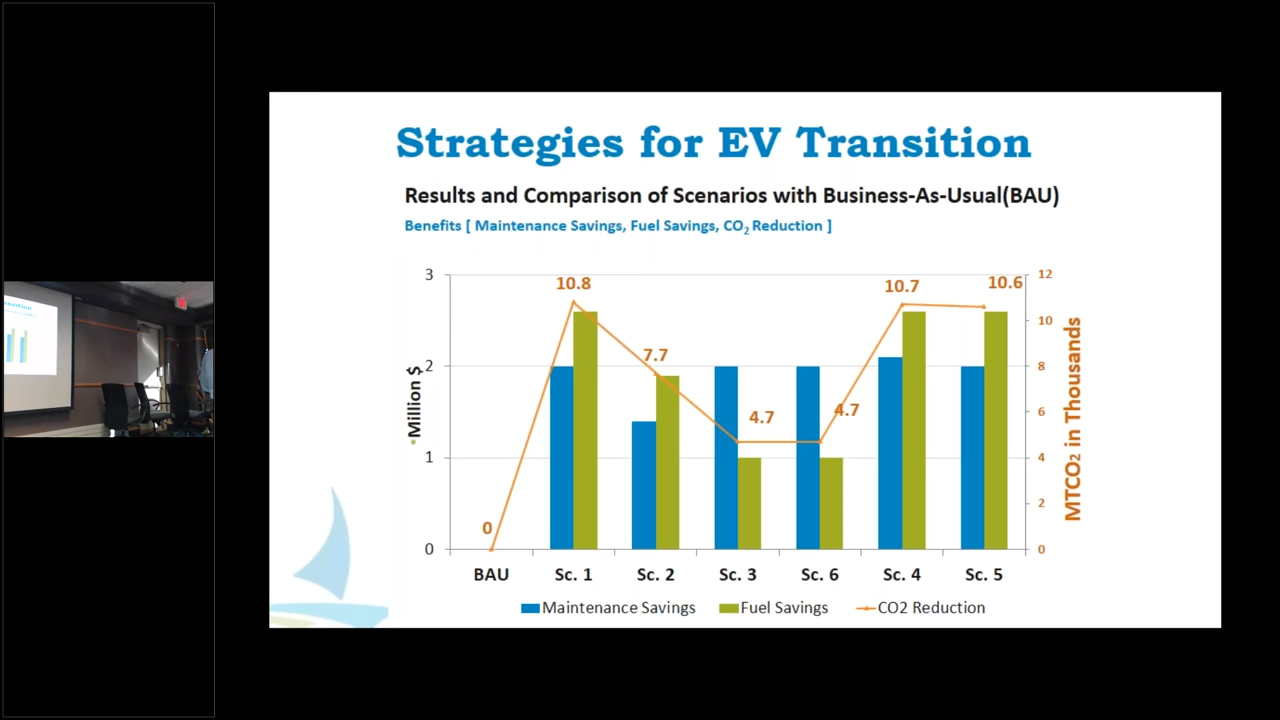 Strategies for EV Transition
Results and Comparison of Scenarios with Business-As-Usual(BAU)
Benefits [ Maintenance Savings, Fuel Savings, CO2 Reduction ]
3
2
1
0
•Million $
12
10
8
6
4
2
0
MTCO2 in Thousands
0
10.8
7.7
4.7
4.7
10.7
10.6
BAU
Sc. 1
Sc. 2
Sc. 3
Sc. 6
Sc. 4
Sc. 5
Maintenance Savings
Fuel Savings
CO2 Reduction